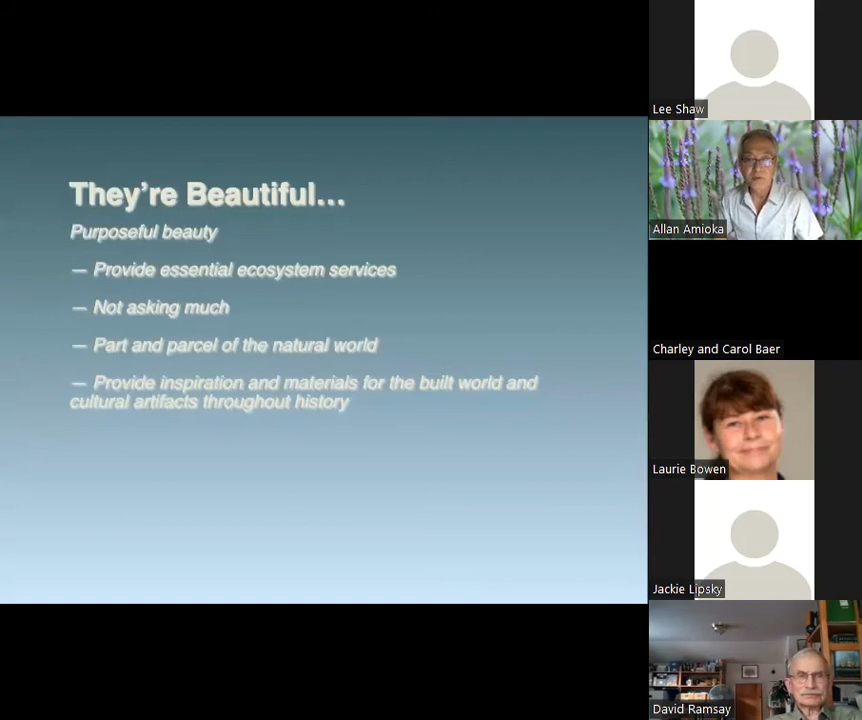 They're Beautiful...
Purposeful beauty
— Provide essential ecosystem services
— Not asking much
— Part and parcel of the natural world
— Provide inspiration and materials for the built world and
cultural artifacts throughout history
Lee Shaw
Allan Amioka
Charley and Carol Baer
Laurie Bowen
Jackie Lipsky
David Ramsay